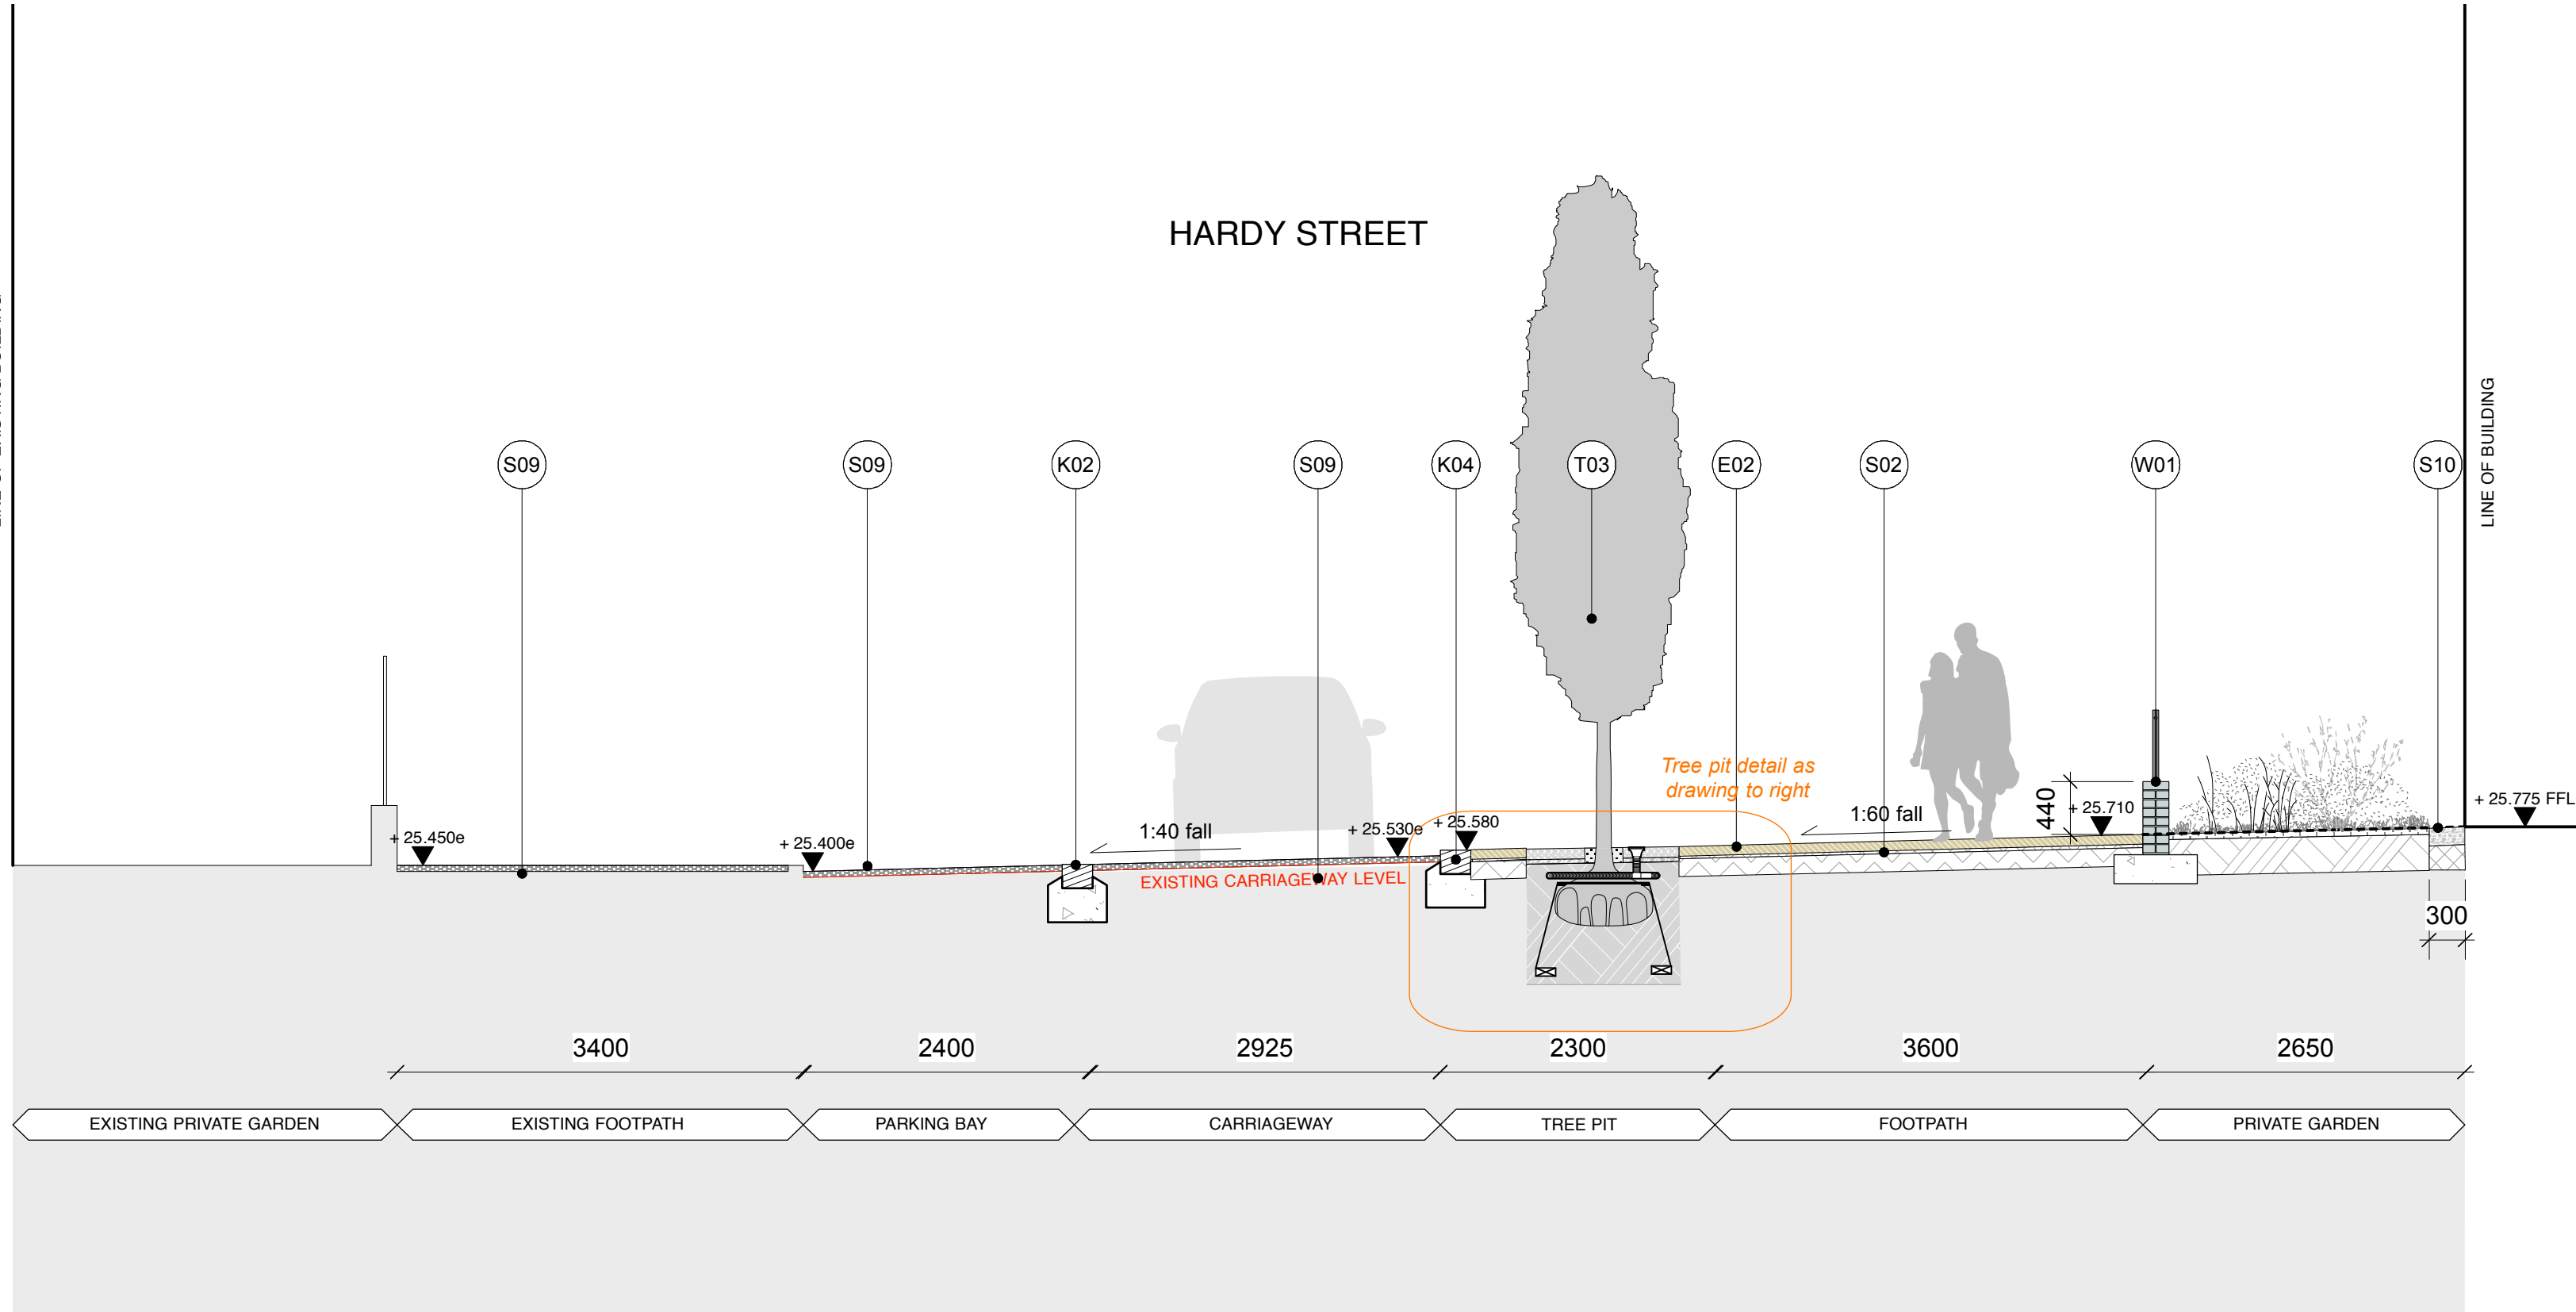 HARDY STREET
LINE OF BUILDING
S09
S09
K02
S09
K04
T03
E02
S02
W01
S10
Tree pit detail as
drawing to right
+ 25.450e
+ 25.400e
1:40 fall
+ 25.530e
+ 25.580
1:60 fall
440
+ 25.710
+ 25.775 FFL
EXISTING CARRIAGEWAY LEVEL
300
3400
2400
2925
2300
3600
2650
EXISTING PRIVATE GARDEN
EXISTING FOOTPATH
PARKING BAY
CARRIAGEWAY
TREE PIT
FOOTPATH
PRIVATE GARDEN